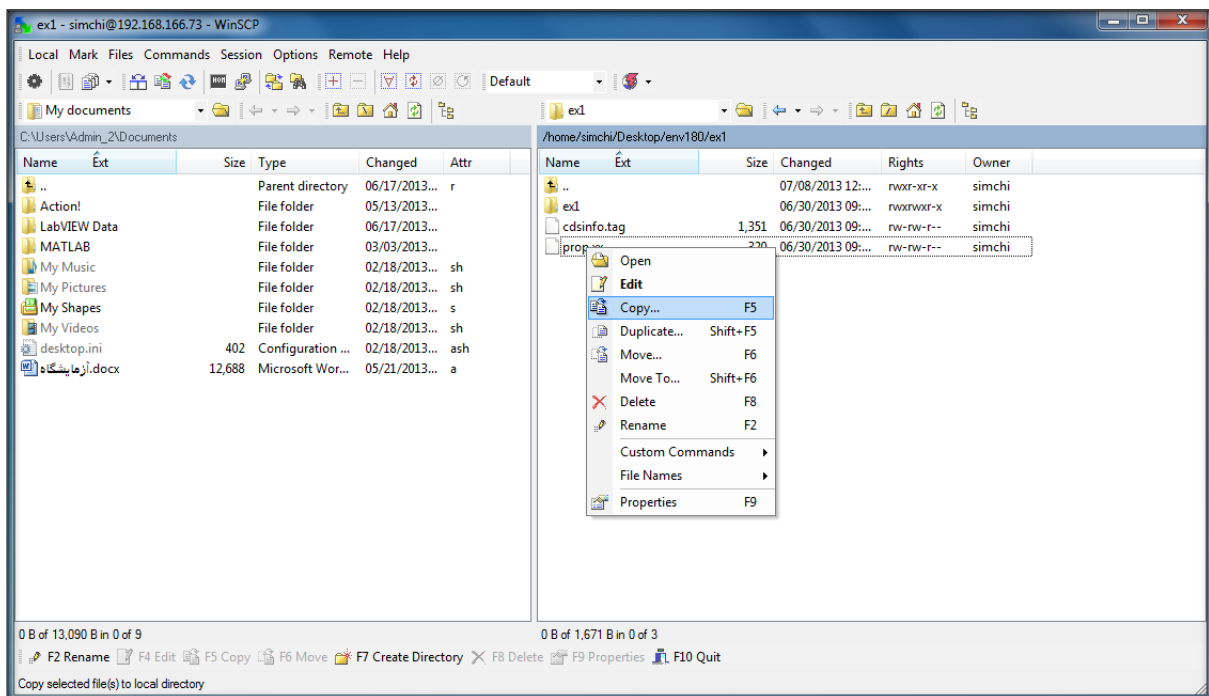 ex1 - simchi@192.168.166.73 - WinSCP
Local Mark Files Commands Session Options Remote Help
Default
My documents
ex1
C:\Users\Admin_2\Documents
/home/simchi/Desktop/env180/ex1
Name Ext Size Type Changed Attr
.. Parent directory 06/17/2013... r
Action! File folder 05/13/2013...
LabVIEW Data File folder 06/17/2013...
MATLAB File folder 03/03/2013...
My Music File folder 02/18/2013... sh
My Pictures File folder 02/18/2013... sh
My Shapes File folder 02/18/2013... s
My Videos File folder 02/18/2013... sh
desktop.ini 402 Configuration ... 02/18/2013... ash
آزمایشگاه.docx 12,688 Microsoft Wor... 05/21/2013... a
Name Ext Size Changed Rights Owner
.. 07/08/2013 12:... rwxr-xr-x simchi
ex1 06/30/2013 09:... rwxrwxr-x simchi
cdsinfo.tag 1,351 06/30/2013 09:... rw-rw-r-- simchi
prop.xx 320 06/30/2013 09:... rw-rw-r-- simchi
Open
Edit
Copy... F5
Duplicate... Shift+F5
Move... F6
Move To... Shift+F6
Delete F8
Rename F2
Custom Commands
File Names
Properties F9
0 B of 13,090 B in 0 of 9
0 B of 1,671 B in 0 of 3
F2 Rename F4 Edit F5 Copy F6 Move F7 Create Directory F8 Delete F9 Properties F10 Quit
Copy selected file(s) to local directory